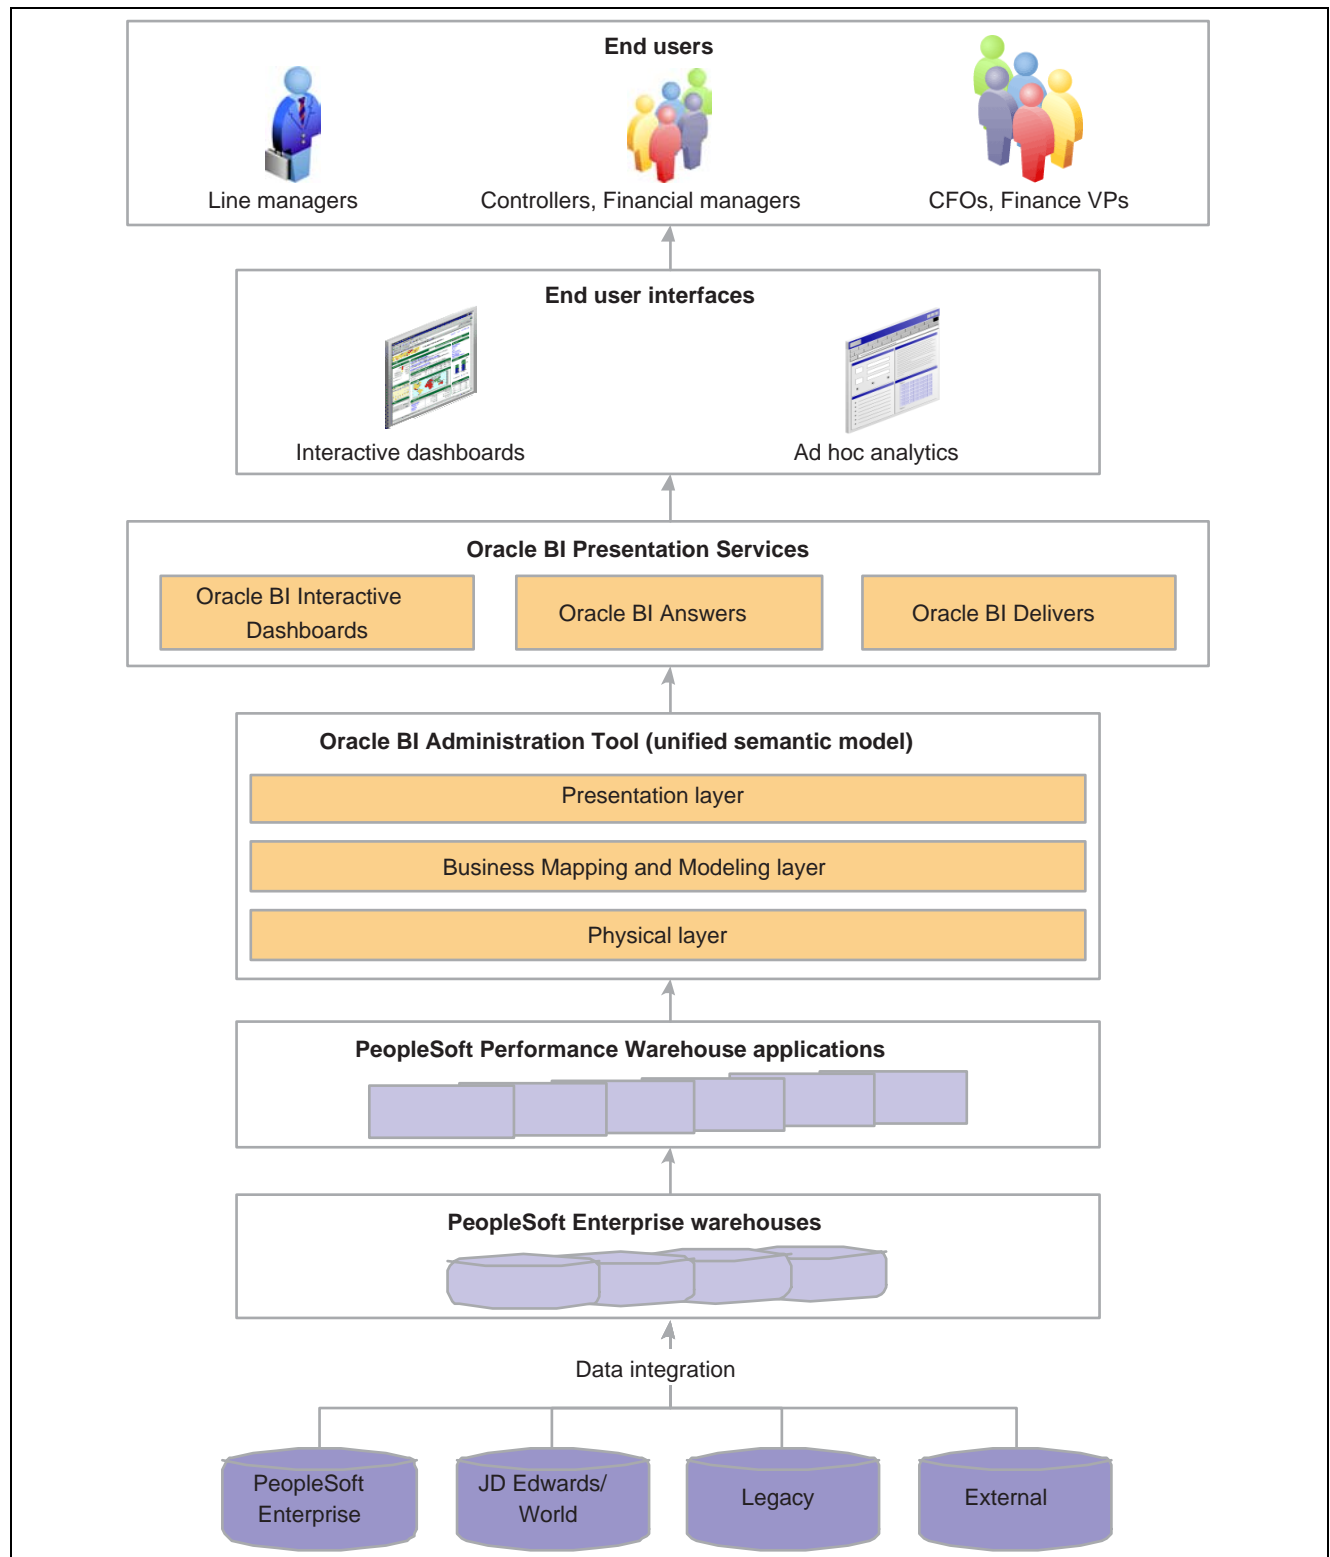 End users
Line managers
Controllers, Financial managers
CFOs, Finance VPs
End user interfaces
Interactive dashboards
Ad hoc analytics
Oracle BI Presentation Services
Oracle BI Interactive
Dashboards
Oracle BI Answers
Oracle BI Delivers
Oracle BI Administration Tool (unified semantic model)
Presentation layer
Business Mapping and Modeling layer
Physical layer
PeopleSoft Performance Warehouse applications
PeopleSoft Enterprise warehouses
Data integration
PeopleSoft
Enterprise
JD Edwards/
World
Legacy
External